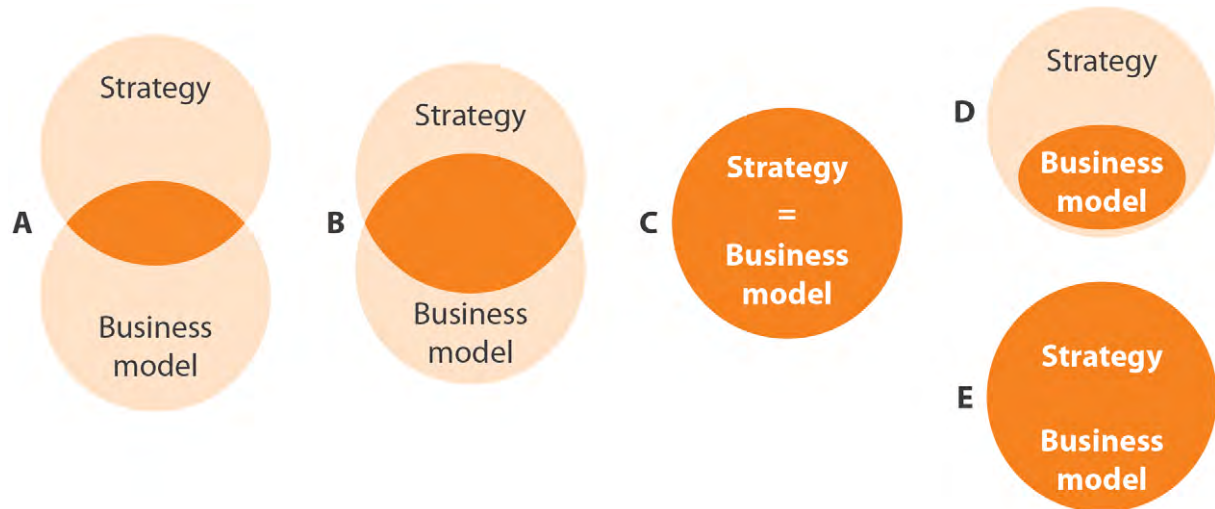 A
Strategy
Business
model
B
Strategy
Business
model
C
Strategy
=
Business
model
D
Strategy
Business
model
E
Strategy
Business
model